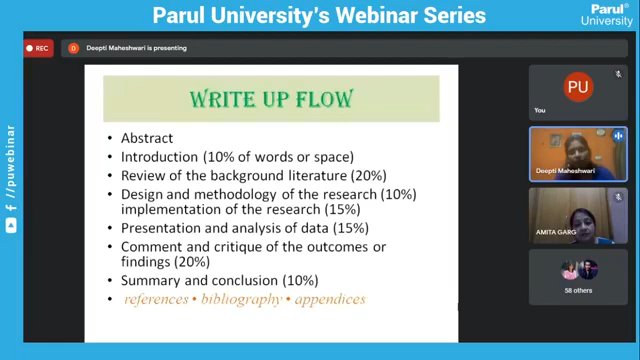 Parul University's Webinar Series
Parul®
University
REC
D
Deepti Maheshwari is presenting
WRITE UP FLOW
• Abstract
• Introduction (10% of words or space)
• Review of the background literature (20%)
• Design and methodology of the research (10%)
implementation of the research (15%)
• Presentation and analysis of data (15%)
• Comment and critique of the outcomes or
findings (20%)
• Summary and conclusion (10%)
• references • bibliography • appendices
PU
You
Deepti Maheshwari
AMITA GARG
58 others
/puwebinar